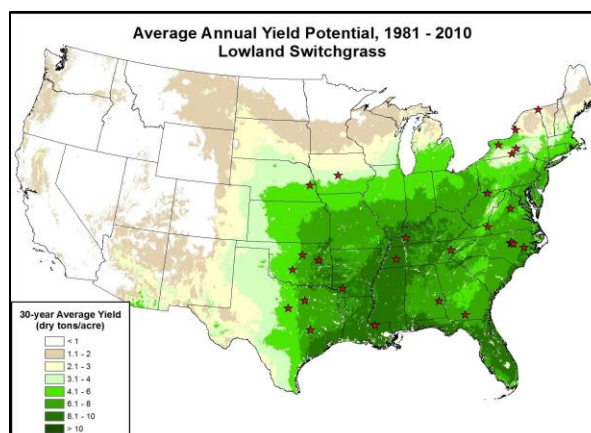 Average Annual Yield Potential, 1981 - 2010
Lowland Switchgrass
30-year Average Yield
(dry tons/acre)
< 1
1.1 - 2
2.1 - 3
3.1 - 4
4.1 - 6
6.1 - 8
8.1 - 10
> 10